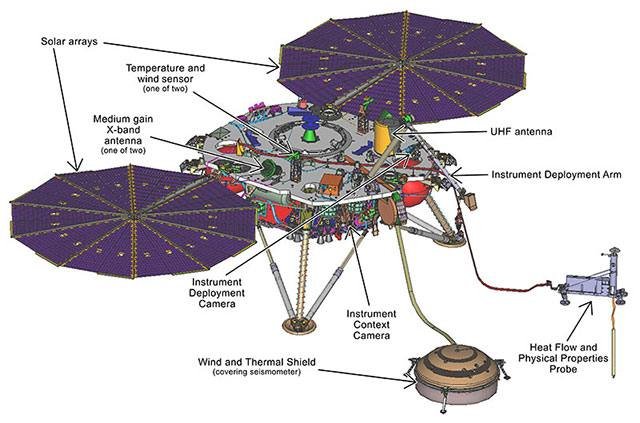 Solar arrays
Temperature and
wind sensor
(one of two)
Medium gain
X-band
antenna
(one of two)
UHF antenna
Instrument Deployment Arm
Instrument
Deployment
Camera
Instrument
Context
Camera
Heat Flow and
Physical Properties
Probe
Wind and Thermal Shield
(covering seismometer)